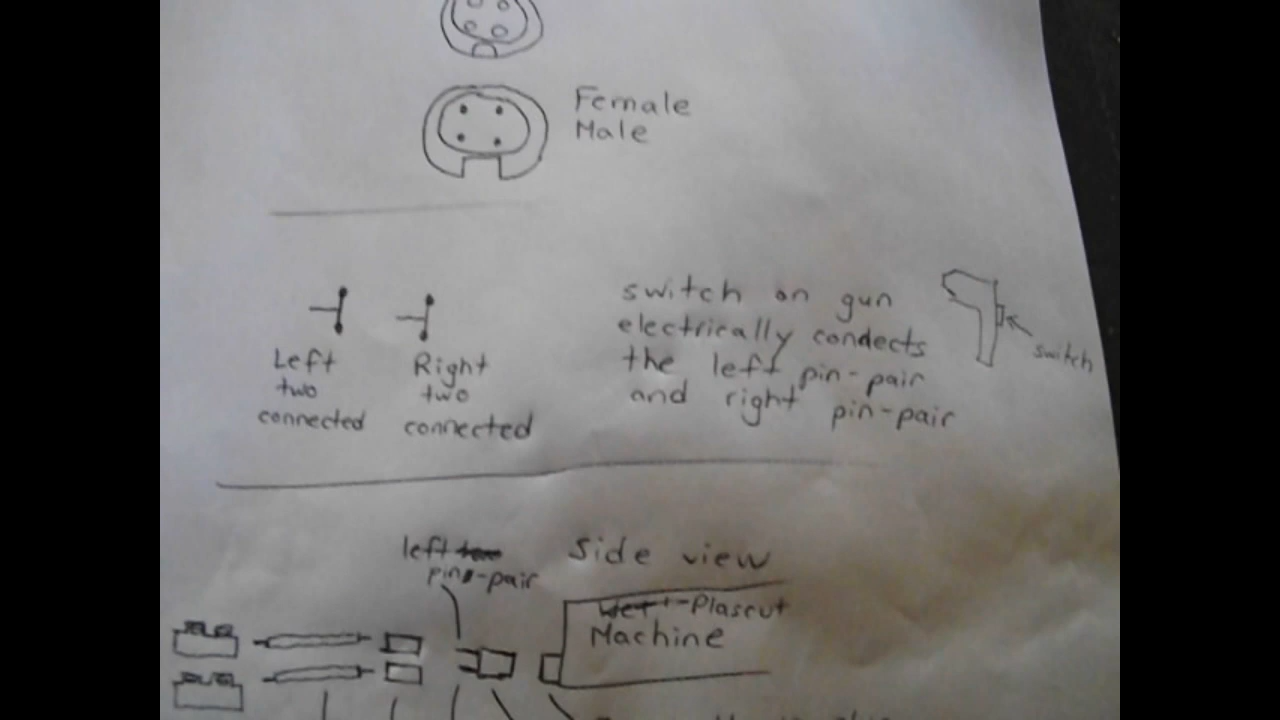 Female
Male
switch on gun
electrically condects
the left pin-pair
and right pin-pair
switch
Left
two
connected
Right
two
connected
left
pin-pair
Side view
-Plascut
Machine